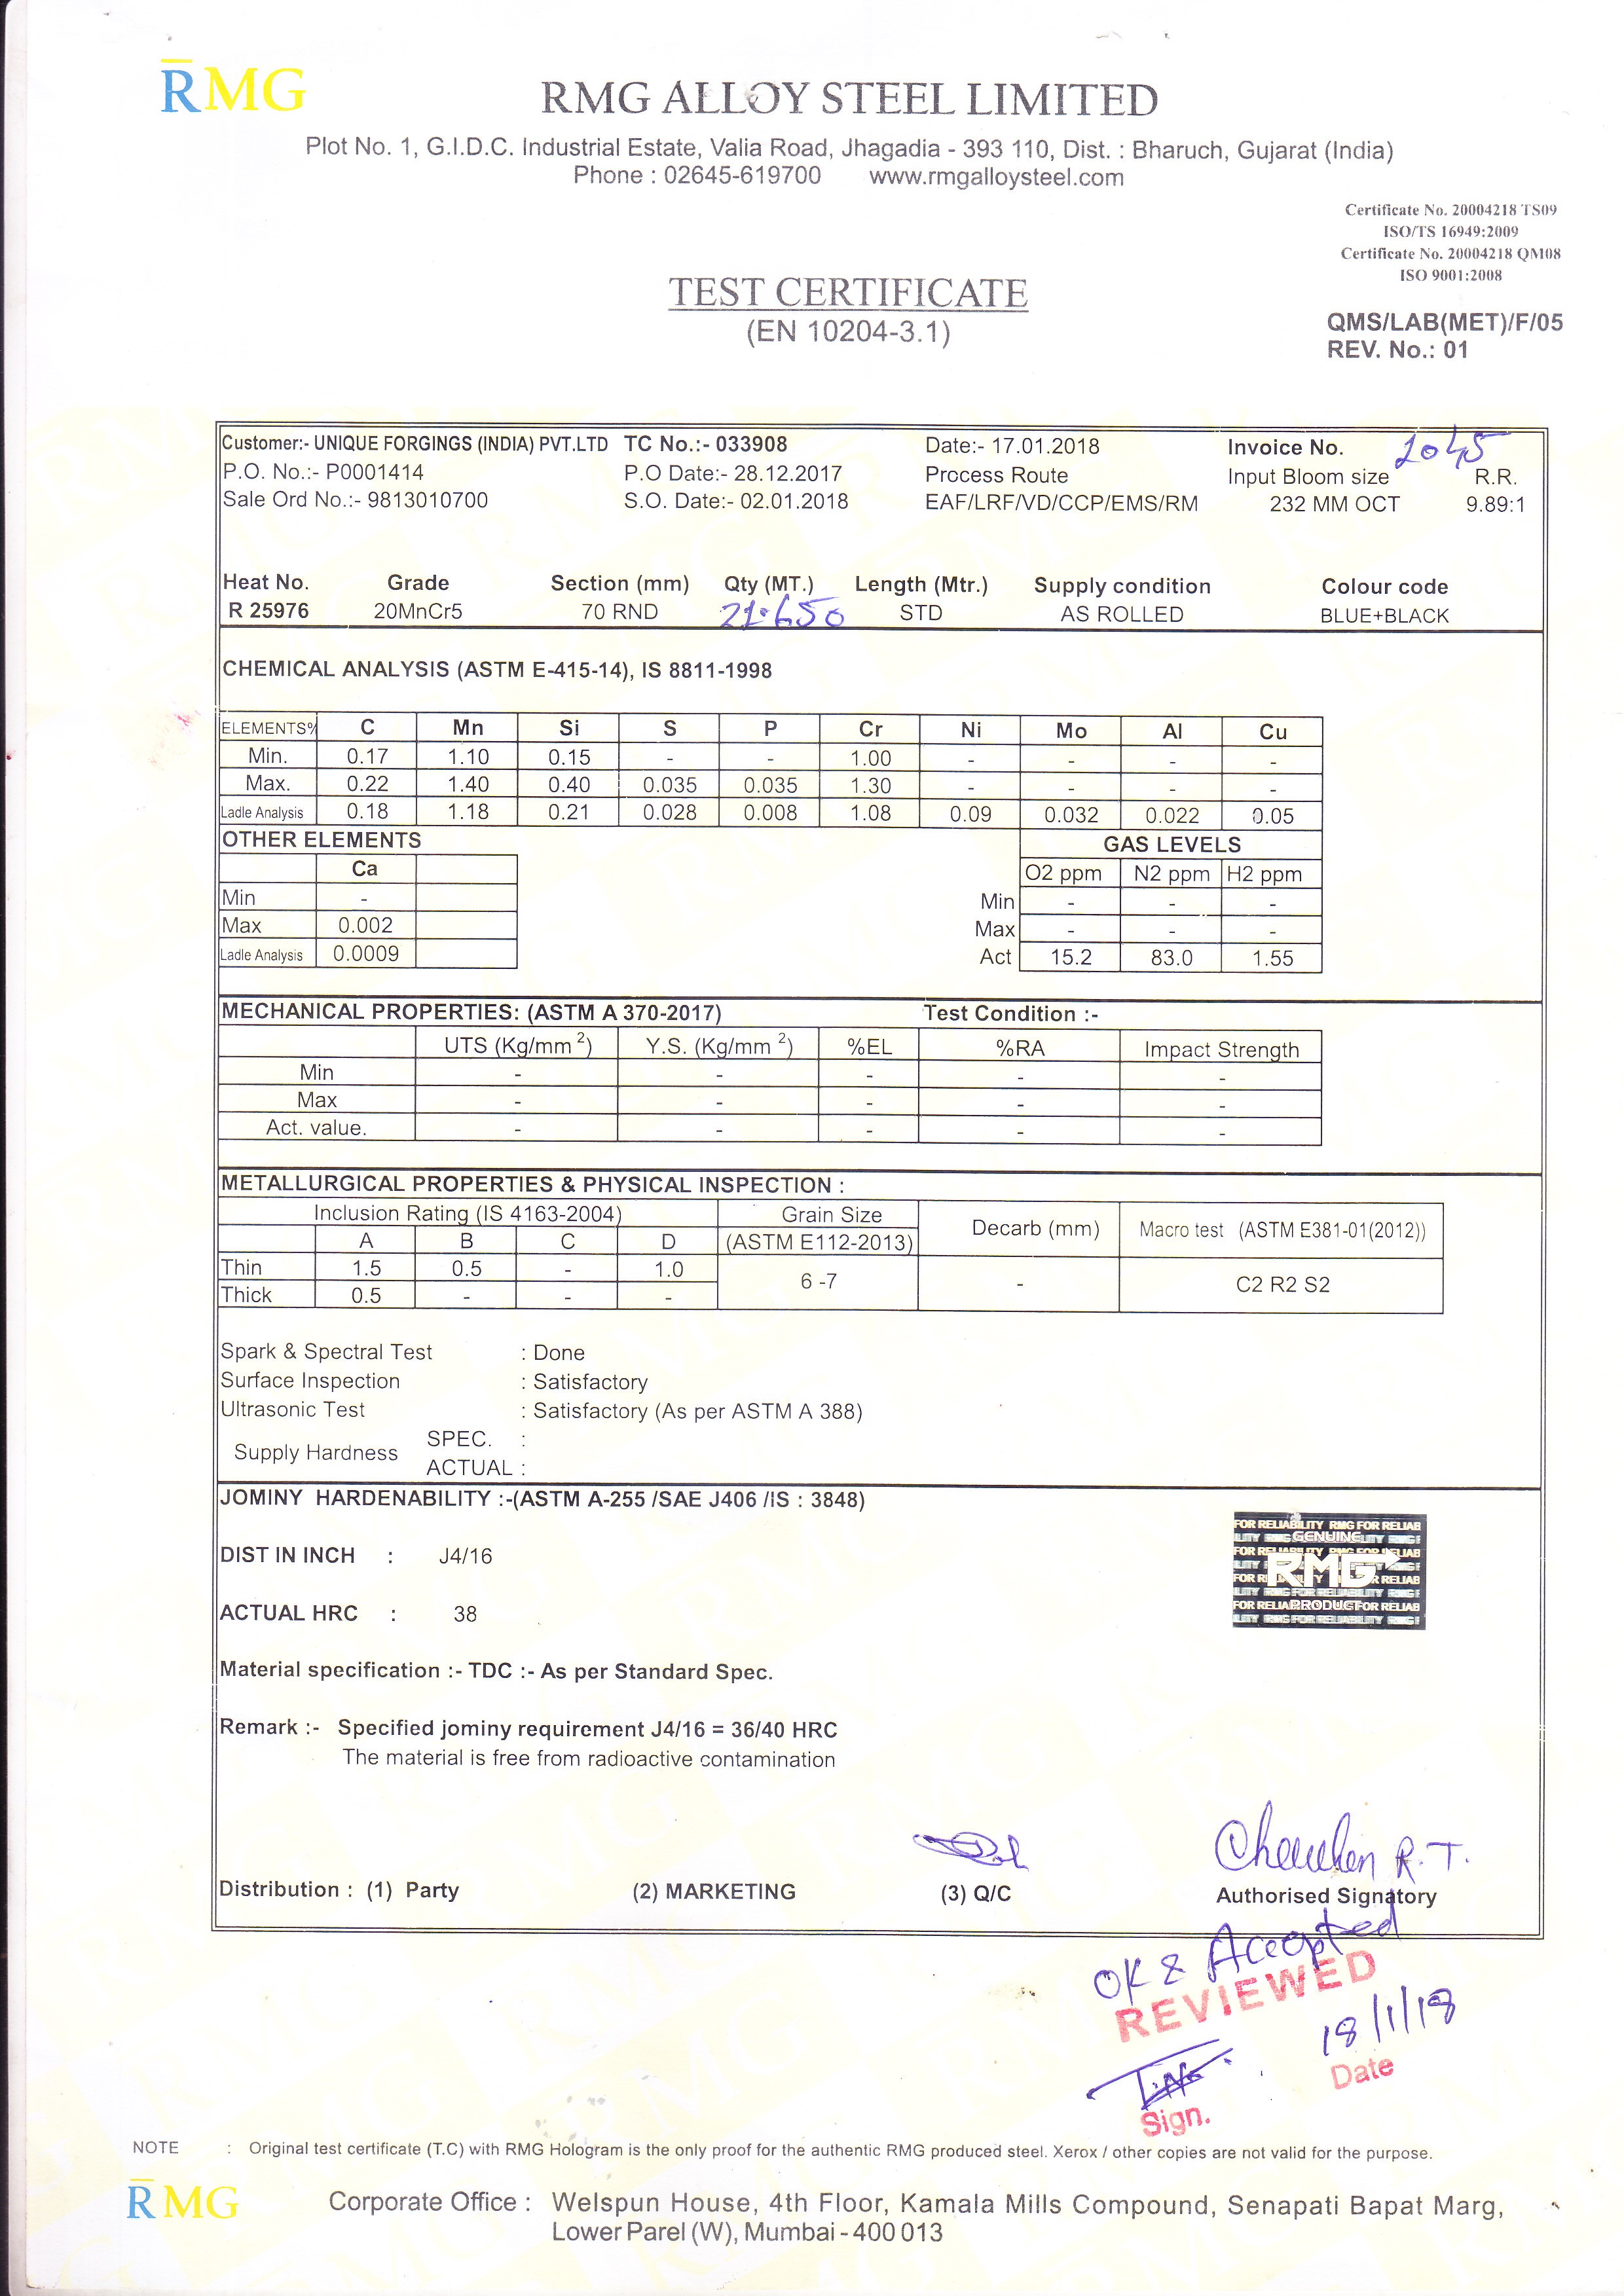 RMG
RMG ALLOY STEEL LIMITED
Plot No. 1, G.I.D.C. Industrial Estate, Valia Road, Jhagadia - 393 110, Dist. : Bharuch, Gujarat (India)
Phone : 02645-619700 www.rmgalloysteel.com
Certificate No. 20004218 TS09
ISO/TS 16949:2009
Certificate No. 20004218 QM08
ISO 9001:2008
TEST CERTIFICATE
(EN 10204-3.1)
QMS/LAB(MET)/F/05
REV. No.: 01
Customer:- UNIQUE FORGINGS (INDIA) PVT.LTD TC No.:- 033908 Date:- 17.01.2018 Invoice No. 2045
P.O. No.:- P0001414 P.O Date:- 28.12.2017 Process Route Input Bloom size R.R.
Sale Ord No.:- 9813010700 S.O. Date:- 02.01.2018 EAF/LRF/VD/CCP/EMS/RM 232 MM OCT 9.89:1
Heat No. Grade Section (mm) Qty (MT.) Length (Mtr.) Supply condition Colour code
R 25976 20MnCr5 70 RND 21.650 STD AS ROLLED BLUE+BLACK
CHEMICAL ANALYSIS (ASTM E-415-14), IS 8811-1998
ELEMENTS% C Mn Si S P Cr Ni Mo Al Cu
Min. 0.17 1.10 0.15 - - 1.00 - - - -
Max. 0.22 1.40 0.40 0.035 0.035 1.30 - - - -
Ladle Analysis 0.18 1.18 0.21 0.028 0.008 1.08 0.09 0.032 0.022 0.05
OTHER ELEMENTS GAS LEVELS
Ca O2 ppm N2 ppm H2 ppm
Min - Min - - -
Max 0.002 Max - - -
Ladle Analysis 0.0009 Act 15.2 83.0 1.55
MECHANICAL PROPERTIES: (ASTM A 370-2017) Test Condition :-
UTS (Kg/mm 2) Y.S. (Kg/mm 2) %EL %RA Impact Strength
Min - - - - -
Max - - - - -
Act. value. - - - - -
METALLURGICAL PROPERTIES & PHYSICAL INSPECTION :
Inclusion Rating (IS 4163-2004) Grain Size Decarb (mm) Macro test (ASTM E381-01(2012))
A B C D (ASTM E112-2013)
Thin 1.5 0.5 - 1.0 6 -7 - C2 R2 S2
Thick 0.5 - - -
Spark & Spectral Test : Done
Surface Inspection : Satisfactory
Ultrasonic Test : Satisfactory (As per ASTM A 388)
Supply Hardness SPEC. :
ACTUAL :
JOMINY HARDENABILITY :-(ASTM A-255 /SAE J406 /IS : 3848)
GENUINE
RMG
PRODUCT
DIST IN INCH : J4/16
ACTUAL HRC : 38
Material specification :- TDC :- As per Standard Spec.
Remark :- Specified jominy requirement J4/16 = 36/40 HRC
The material is free from radioactive contamination
Chauhan R.T.
Distribution : (1) Party (2) MARKETING (3) Q/C Authorised Signatory
OK & Accepted
REVIEWED
18/1/18
Date
Sign.
NOTE : Original test certificate (T.C) with RMG Hologram is the only proof for the authentic RMG produced steel. Xerox / other copies are not valid for the purpose.
RMG
Corporate Office : Welspun House, 4th Floor, Kamala Mills Compound, Senapati Bapat Marg,
Lower Parel (W), Mumbai - 400 013